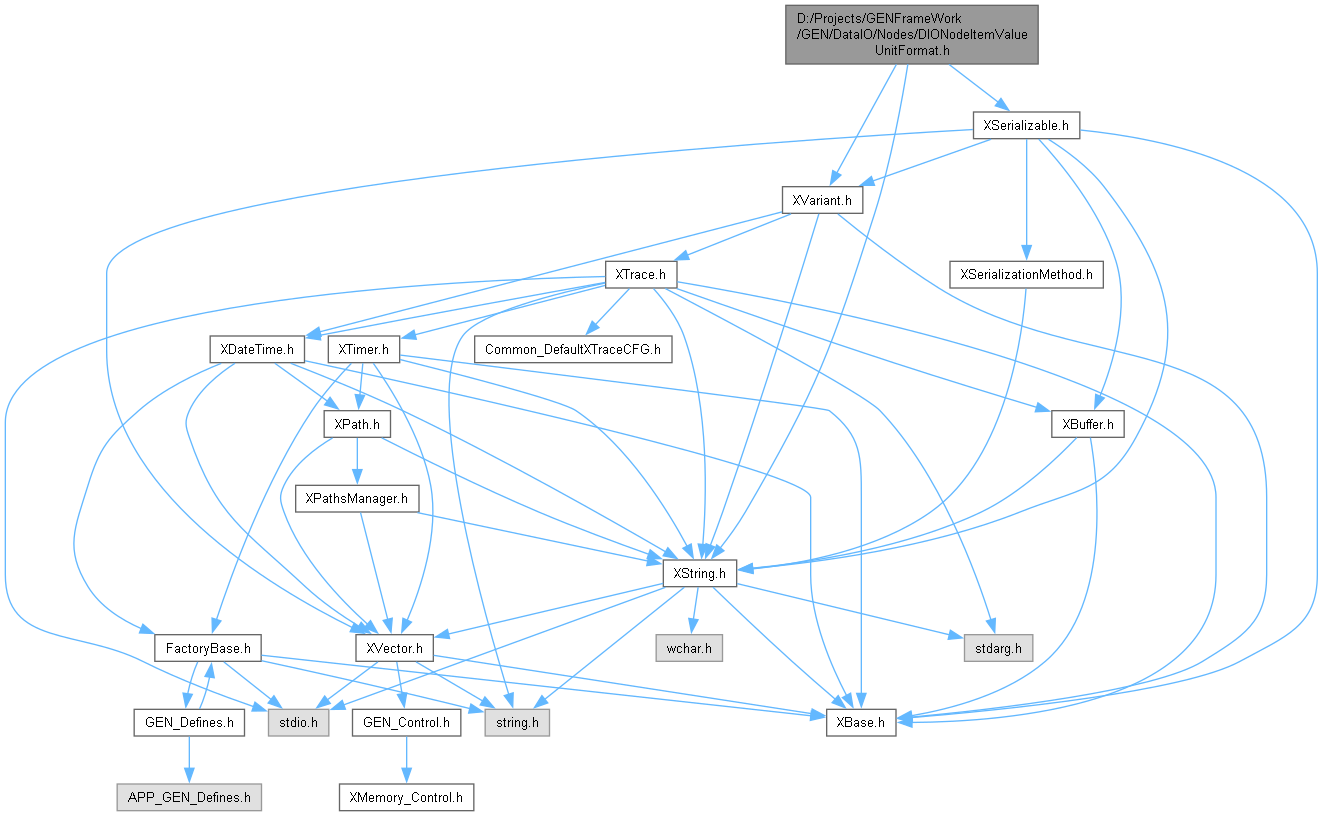 D:/Projects/GENFrameWork
/GEN/DataIO/Nodes/DIONodeItemValue
UnitFormat.h
XSerializable.h
XVariant.h
XTrace.h
XSerializationMethod.h
XDateTime.h
XTimer.h
Common_DefaultXTraceCFG.h
XPath.h
XBuffer.h
XPathsManager.h
XString.h
FactoryBase.h
XVector.h
wchar.h
stdarg.h
GEN_Defines.h
stdio.h
GEN_Control.h
string.h
XBase.h
APP_GEN_Defines.h
XMemory_Control.h